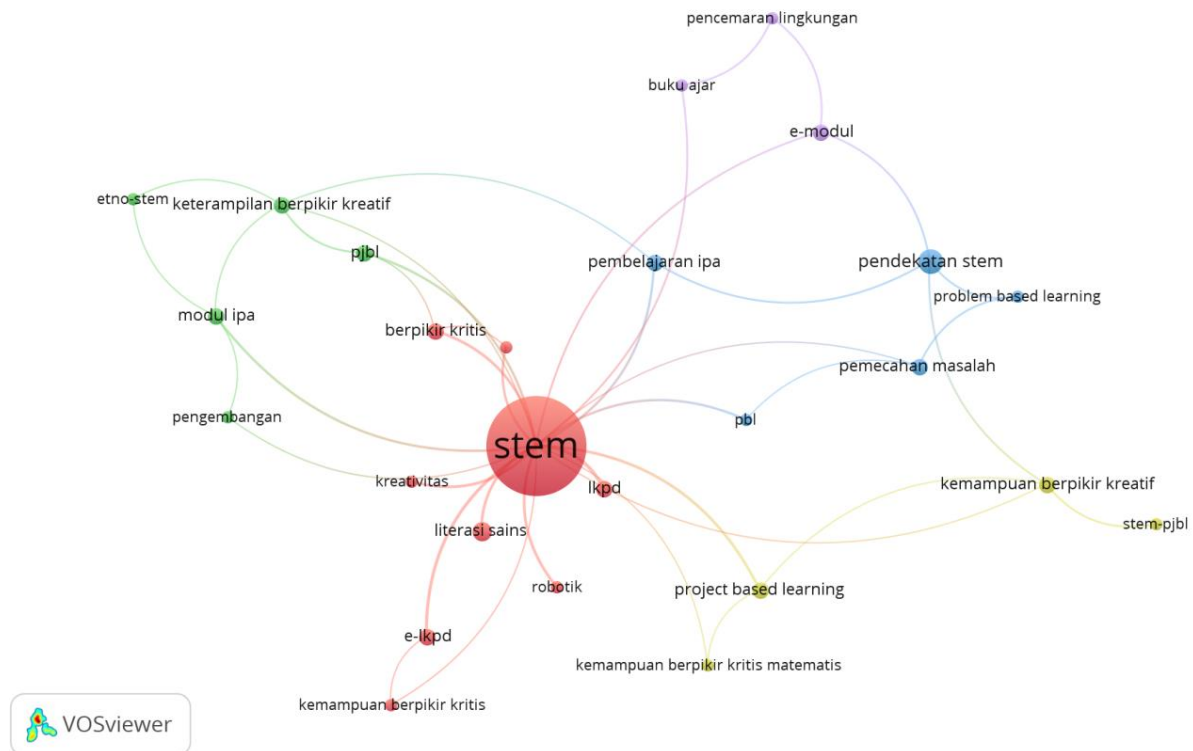 pencemaran lingkungan
buku ajar
e-modul
etno-stem
keterampilan berpikir kreatif
pjbl
pembelajaran ipa
pendekatan stem
problem based learning
modul ipa
berpikir kritis
pemecahan masalah
pengembangan
pbl
stem
kreativitas
lkpd
kemampuan berpikir kreatif
literasi sains
stem-pjbl
robotik
project based learning
e-lkpd
kemampuan berpikir kritis matematis
kemampuan berpikir kritis
VOSviewer